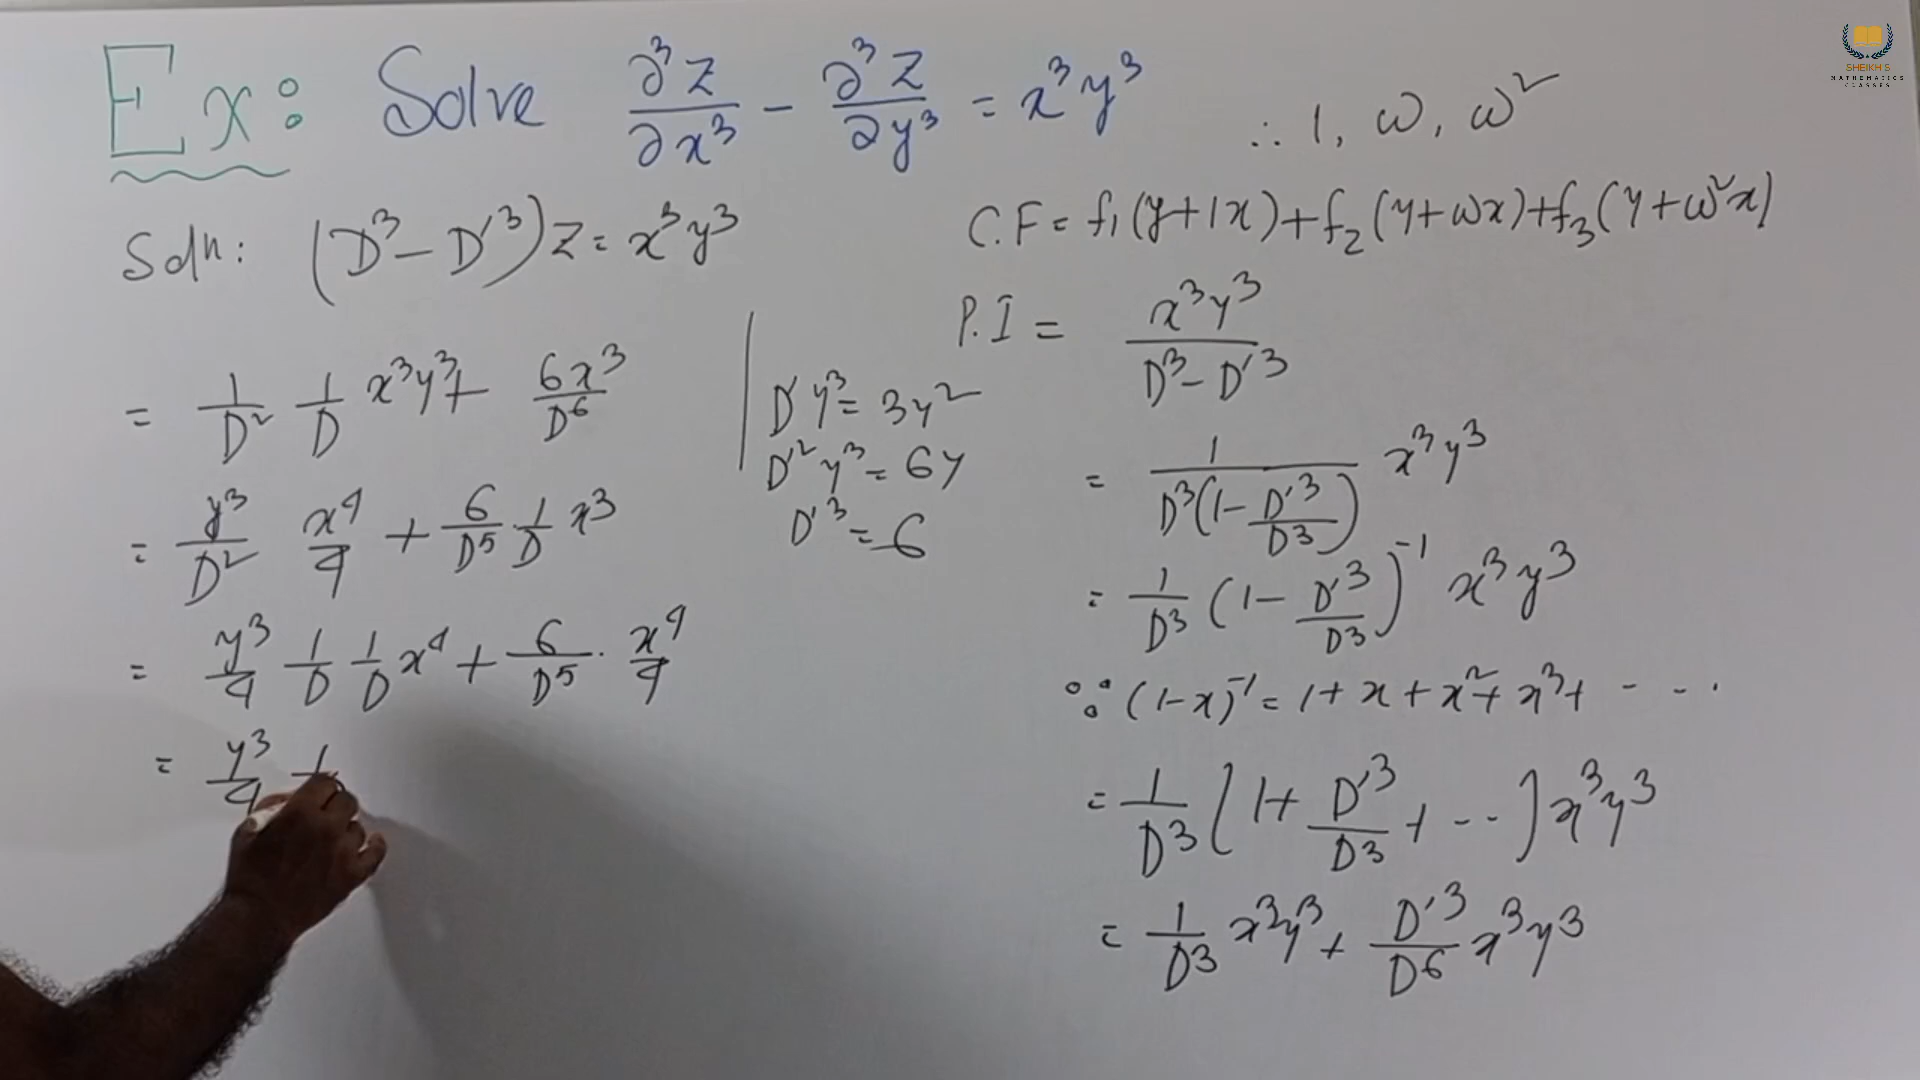 Ex: Solve ∂³z/∂x³ − ∂³z/∂y³ = x³y³
SHEIKH'S
MATHEMATICS
CLASSES
Soln: (D³ − D'³)z = x³y³
∴ 1, ω, ω²
C.F = f₁(y+1x) + f₂(y+ωx) + f₃(y+ω²x)
P.I = x³y³/(D³ − D'³)
= 1/(D³(1 − D'³/D³)) x³y³
= 1/D³ (1 − D'³/D³)⁻¹ x³y³
∵ (1−x)⁻¹ = 1 + x + x² + x³ + - - ·
= 1/D³ [1 + D'³/D³ + - - ] x³y³
= 1/D³ x³y³ + D'³/D⁶ x³y³
= 1/D² 1/D x³y³ + 6x³/D⁶
= y³/D² x⁴/4 + 6/D⁵ 1/D x³
= y³/4 1/D 1/D x⁴ + 6/D⁵ · x⁴/4
= y³/4 1
D'y³ = 3y²
D'²y³ = 6y
D'³ = 6